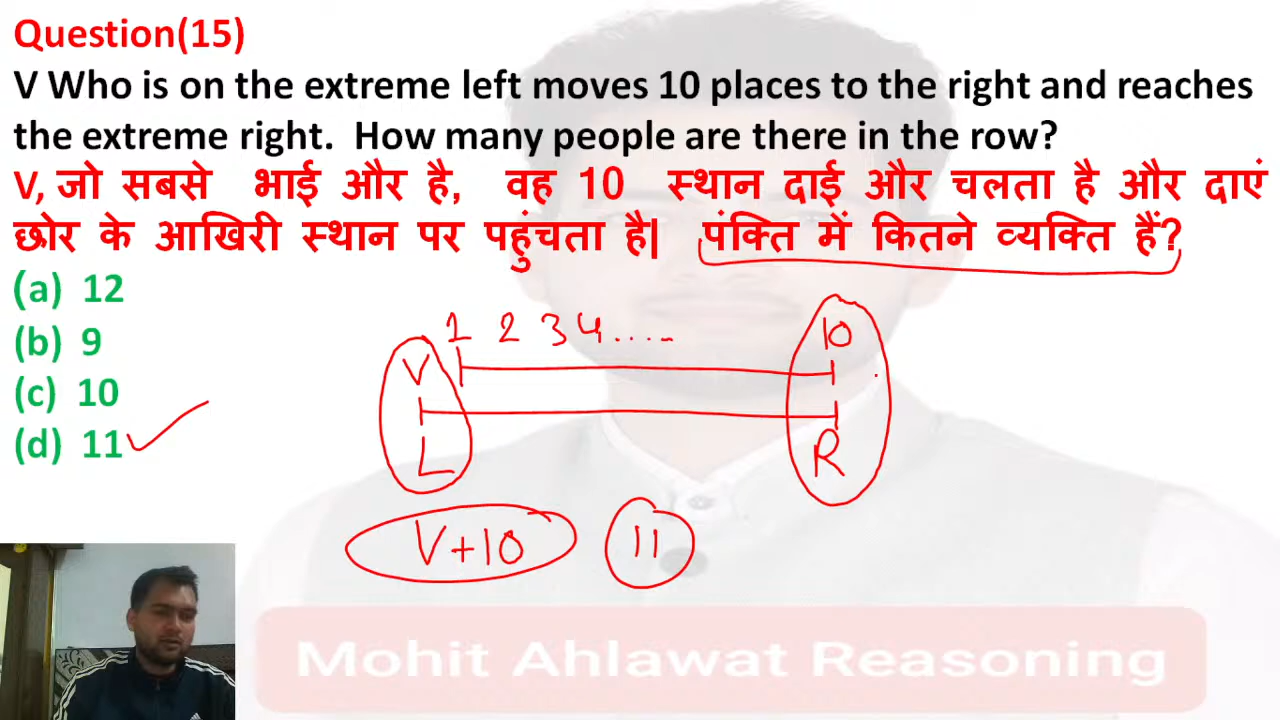 Question(15)
V Who is on the extreme left moves 10 places to the right and reaches
the extreme right. How many people are there in the row?
V, जो सबसे भाई और है, वह 10 स्थान दाई और चलता है और दाएं
छोर के आखिरी स्थान पर पहुंचता है| पंक्ति में कितने व्यक्ति हैं?
(a) 12
(b) 9
(c) 10
(d) 11
1 2 3 4..... 10
V
L R
V+10 11
Mohit Ahlawat Reasoning